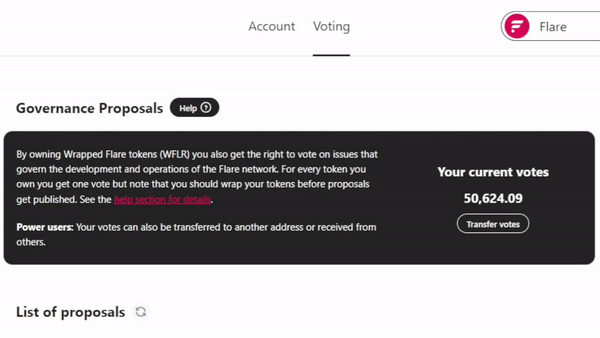 Account Voting Flare
Governance Proposals Help ?
By owning Wrapped Flare tokens (WFLR) you also get the right to vote on issues that
govern the development and operations of the Flare network. For every token you
own you get one vote but note that you should wrap your tokens before proposals
get published. See the help section for details.
Power users: Your votes can also be transferred to another address or received from
others.
Your current votes
50,624.09
Transfer votes
List of proposals